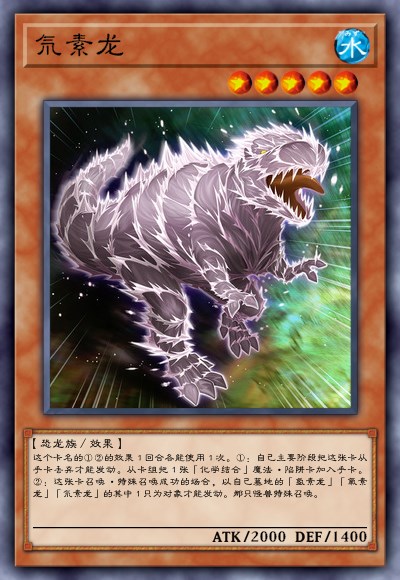 氘素龙
水
【恐龙族／效果】
这个卡名的①②的效果1回合各能使用1次。①：自己主要阶段把这张卡从
手卡丢弃才能发动。从卡组把1张「化学结合」魔法·陷阱卡加入手卡。
②：这张卡召唤·特殊召唤成功的场合，以自己墓地的「氢素龙」「氧素
龙」「氘素龙」的其中1只为对象才能发动。那只怪兽特殊召唤。
ATK/2000 DEF/1400